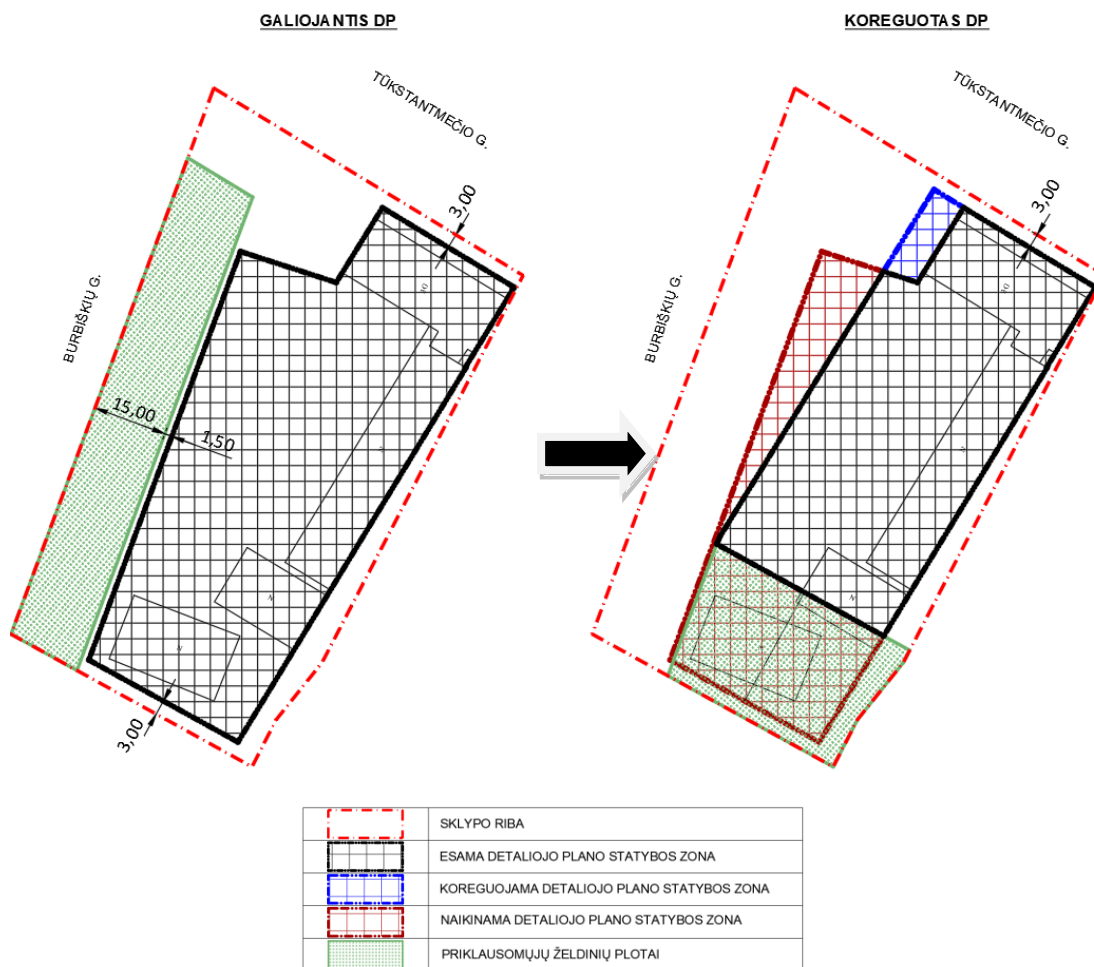 GALIOJANTIS DP
KOREGUOTAS DP
TŪKSTANTMEČIO G.
TŪKSTANTMEČIO G.
3,00
3,00
BURBIŠKIŲ G.
BURBIŠKIŲ G.
15,00
1,50
3,00
SKLYPO RIBA
ESAMA DETALIOJO PLANO STATYBOS ZONA
KOREGUOJAMA DETALIOJO PLANO STATYBOS ZONA
NAIKINAMA DETALIOJO PLANO STATYBOS ZONA
PRIKLAUSOMŲJŲ ŽELDINIŲ PLOTAI